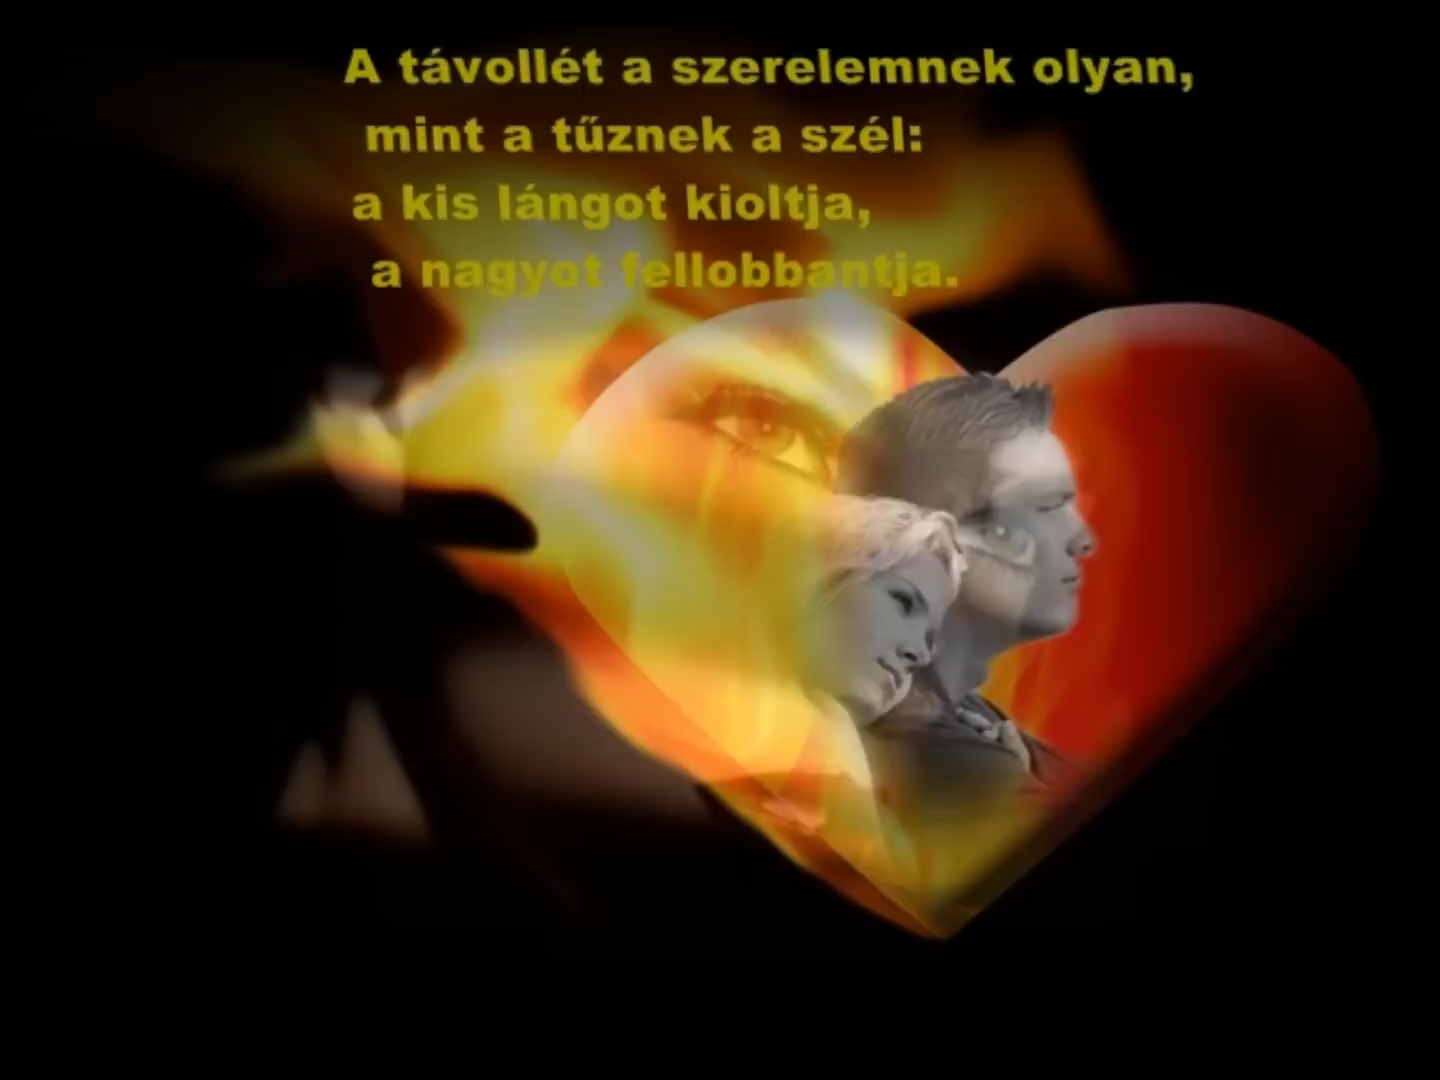 A távollét a szerelemnek olyan,
mint a tűznek a szél:
a kis lángot kioltja,
a nagyot fellobbantja.